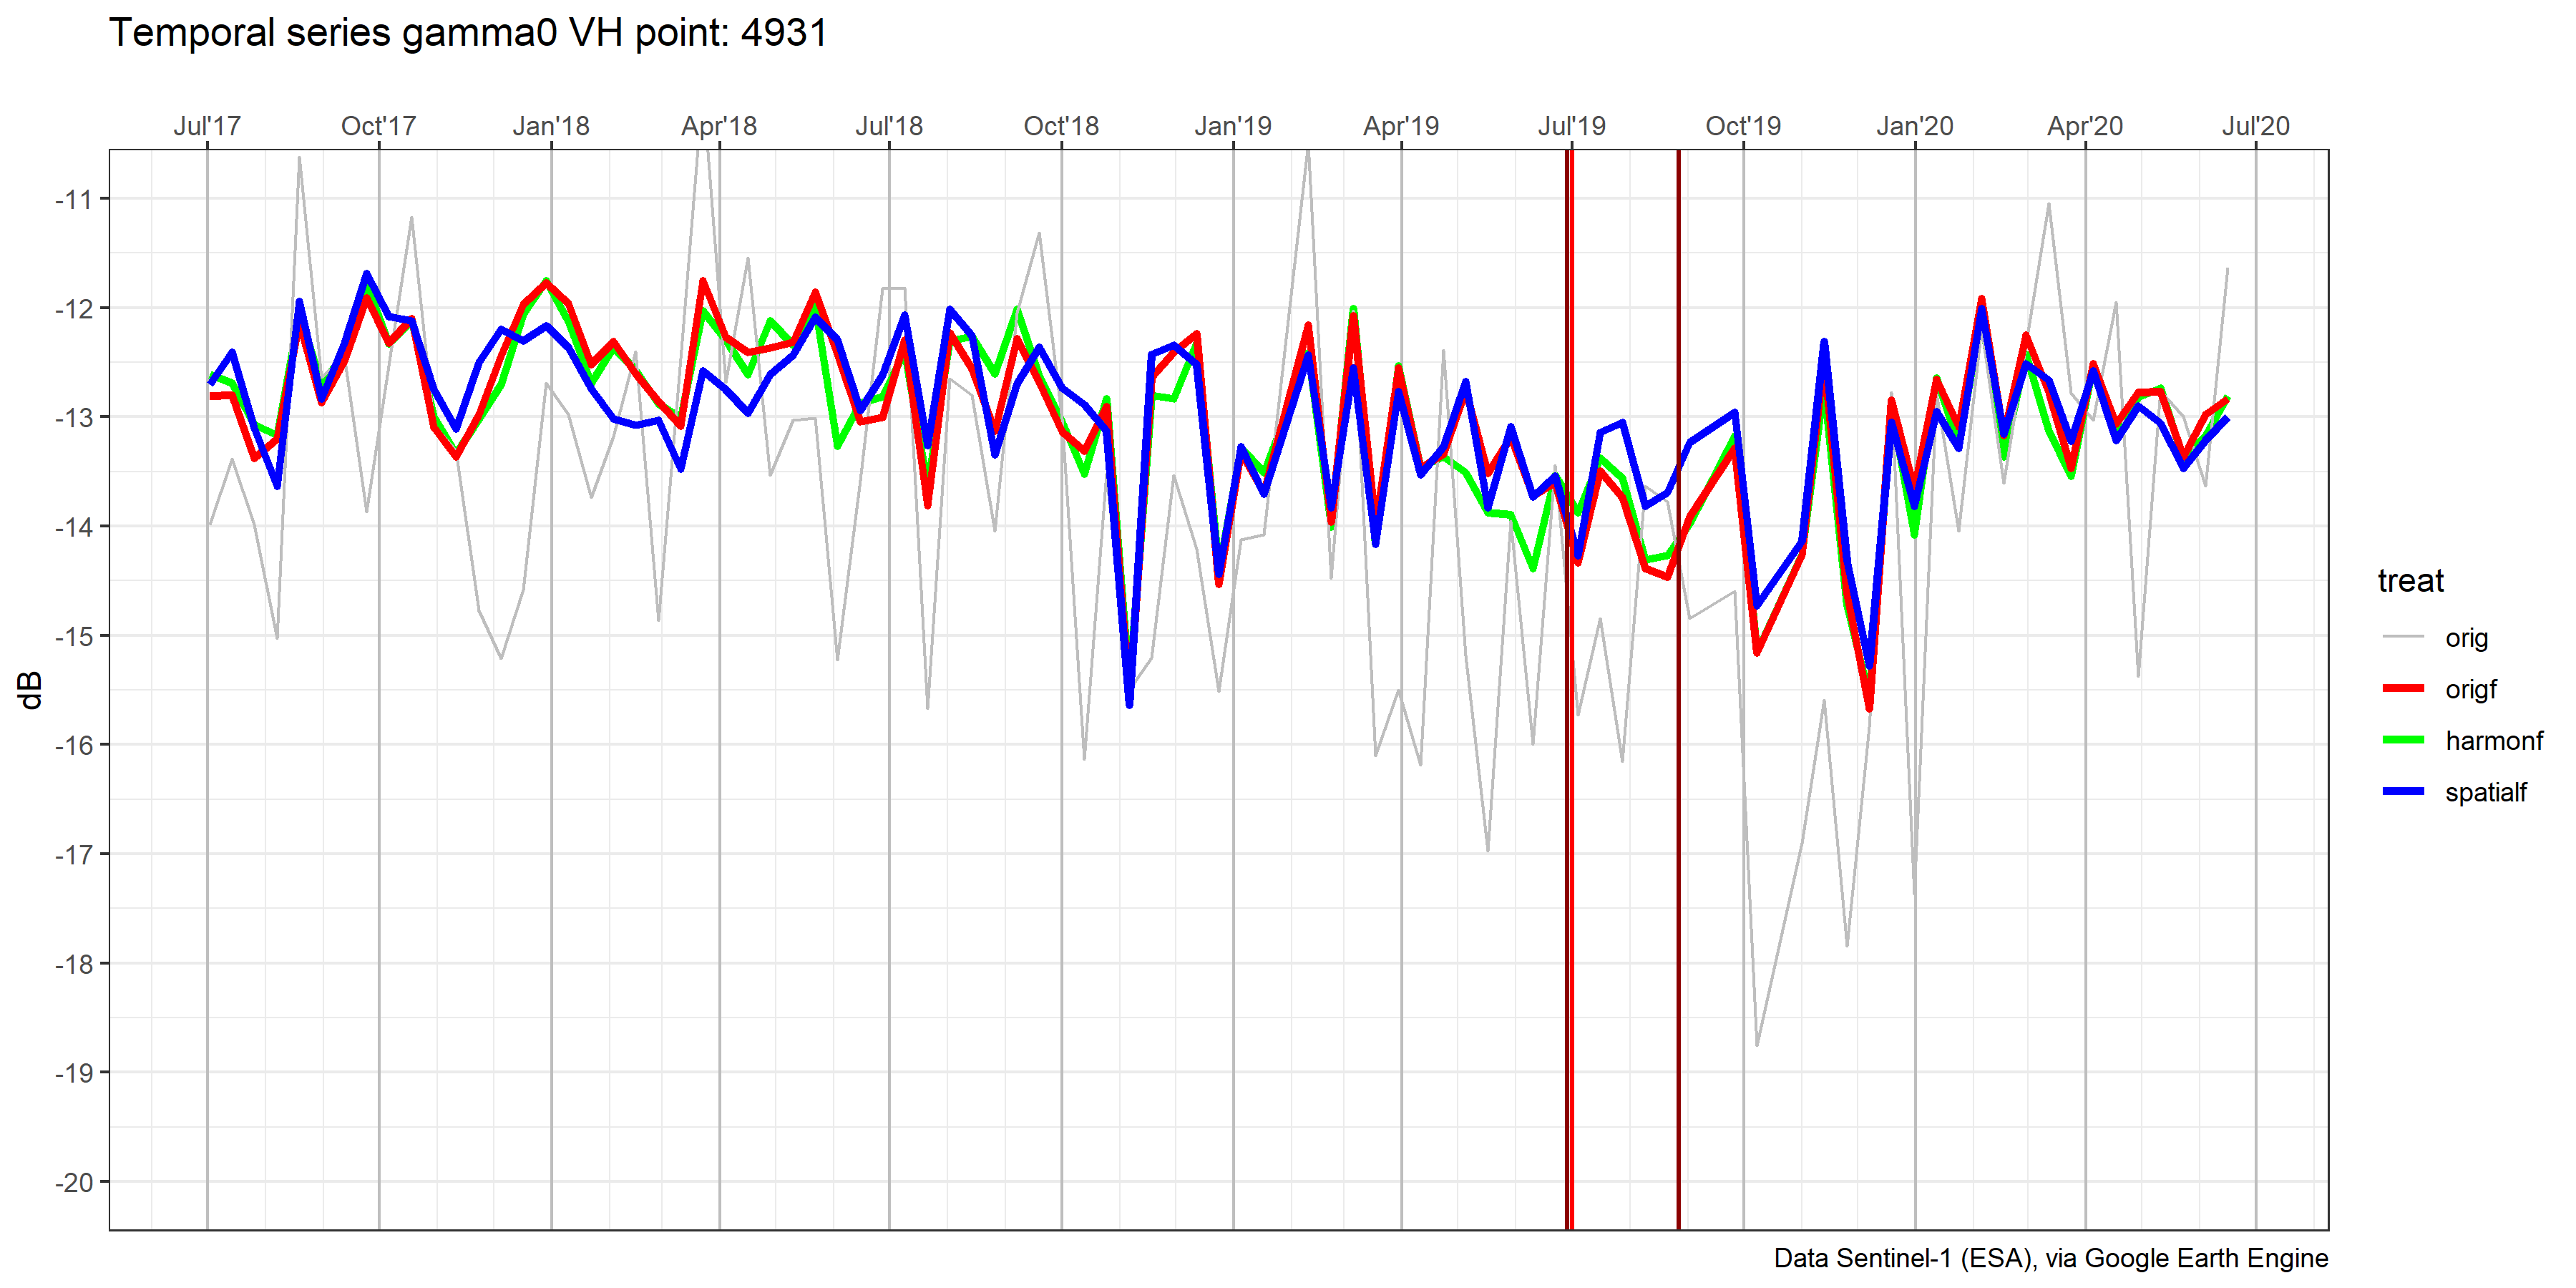 Temporal series gamma0 VH point: 4931
Jul'17 Oct'17 Jan'18 Apr'18 Jul'18 Oct'18 Jan'19 Apr'19 Jul'19 Oct'19 Jan'20 Apr'20 Jul'20
-11
-12
-13
-14
-15
-16
-17
-18
-19
-20
dB
treat
orig
origf
harmonf
spatialf
Data Sentinel-1 (ESA), via Google Earth Engine